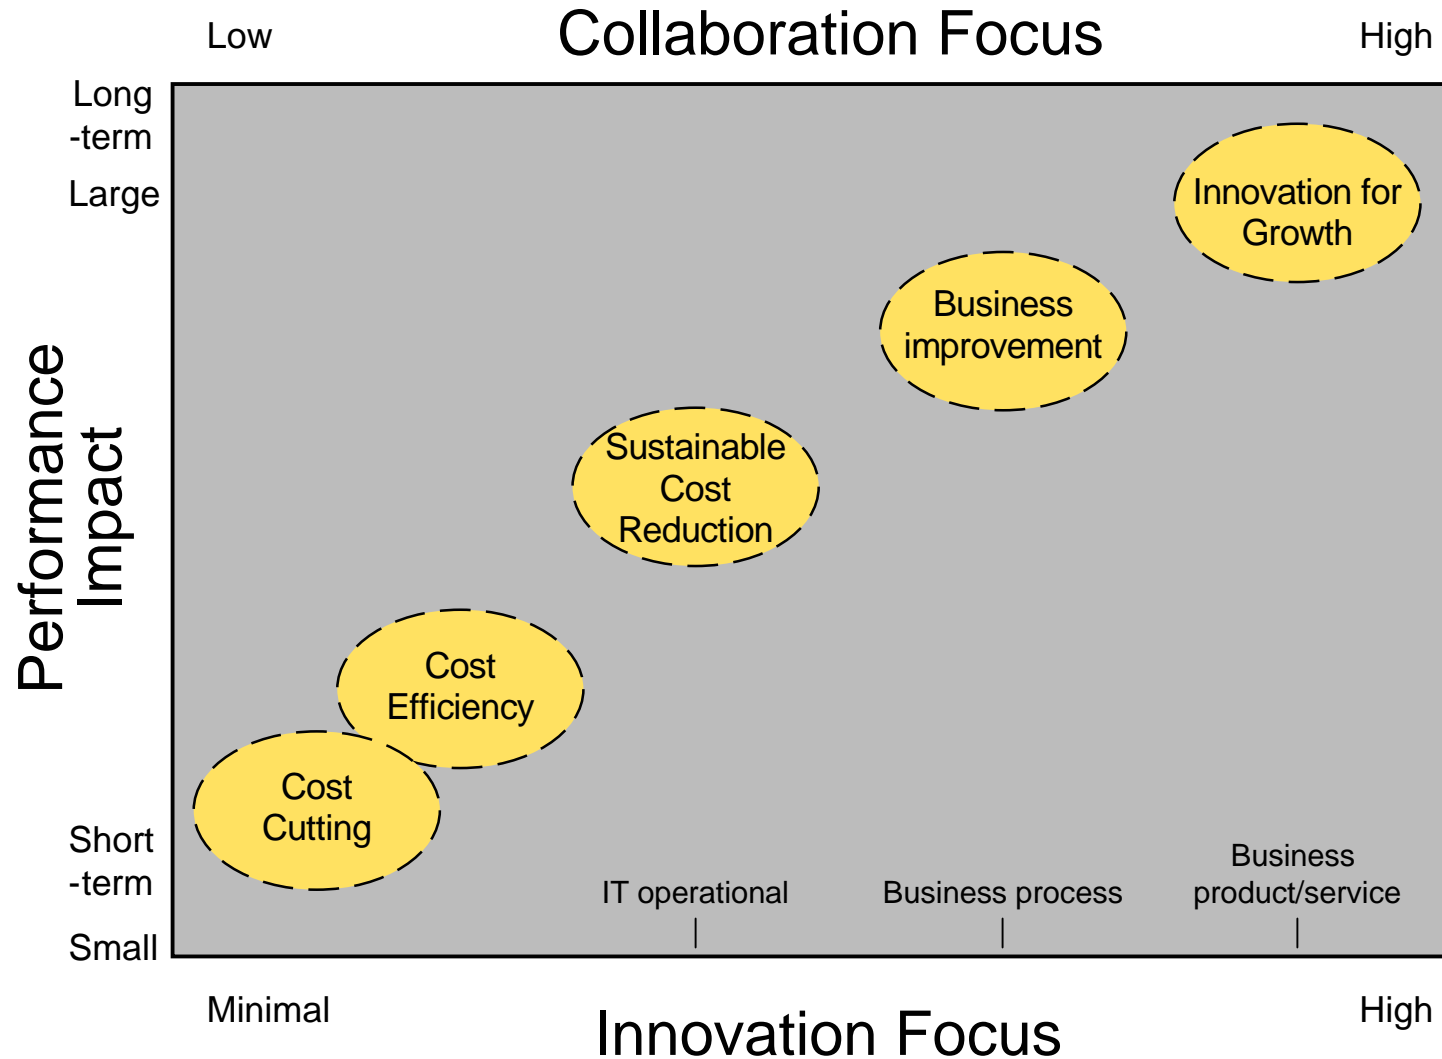 Low
Collaboration Focus
High
Long
-term
Large
Innovation for
Growth
Business
improvement
Performance
Impact
Sustainable
Cost
Reduction
Cost
Efficiency
Cost
Cutting
Short
-term
Small
IT operational
Business process
Business
product/service
Minimal
Innovation Focus
High